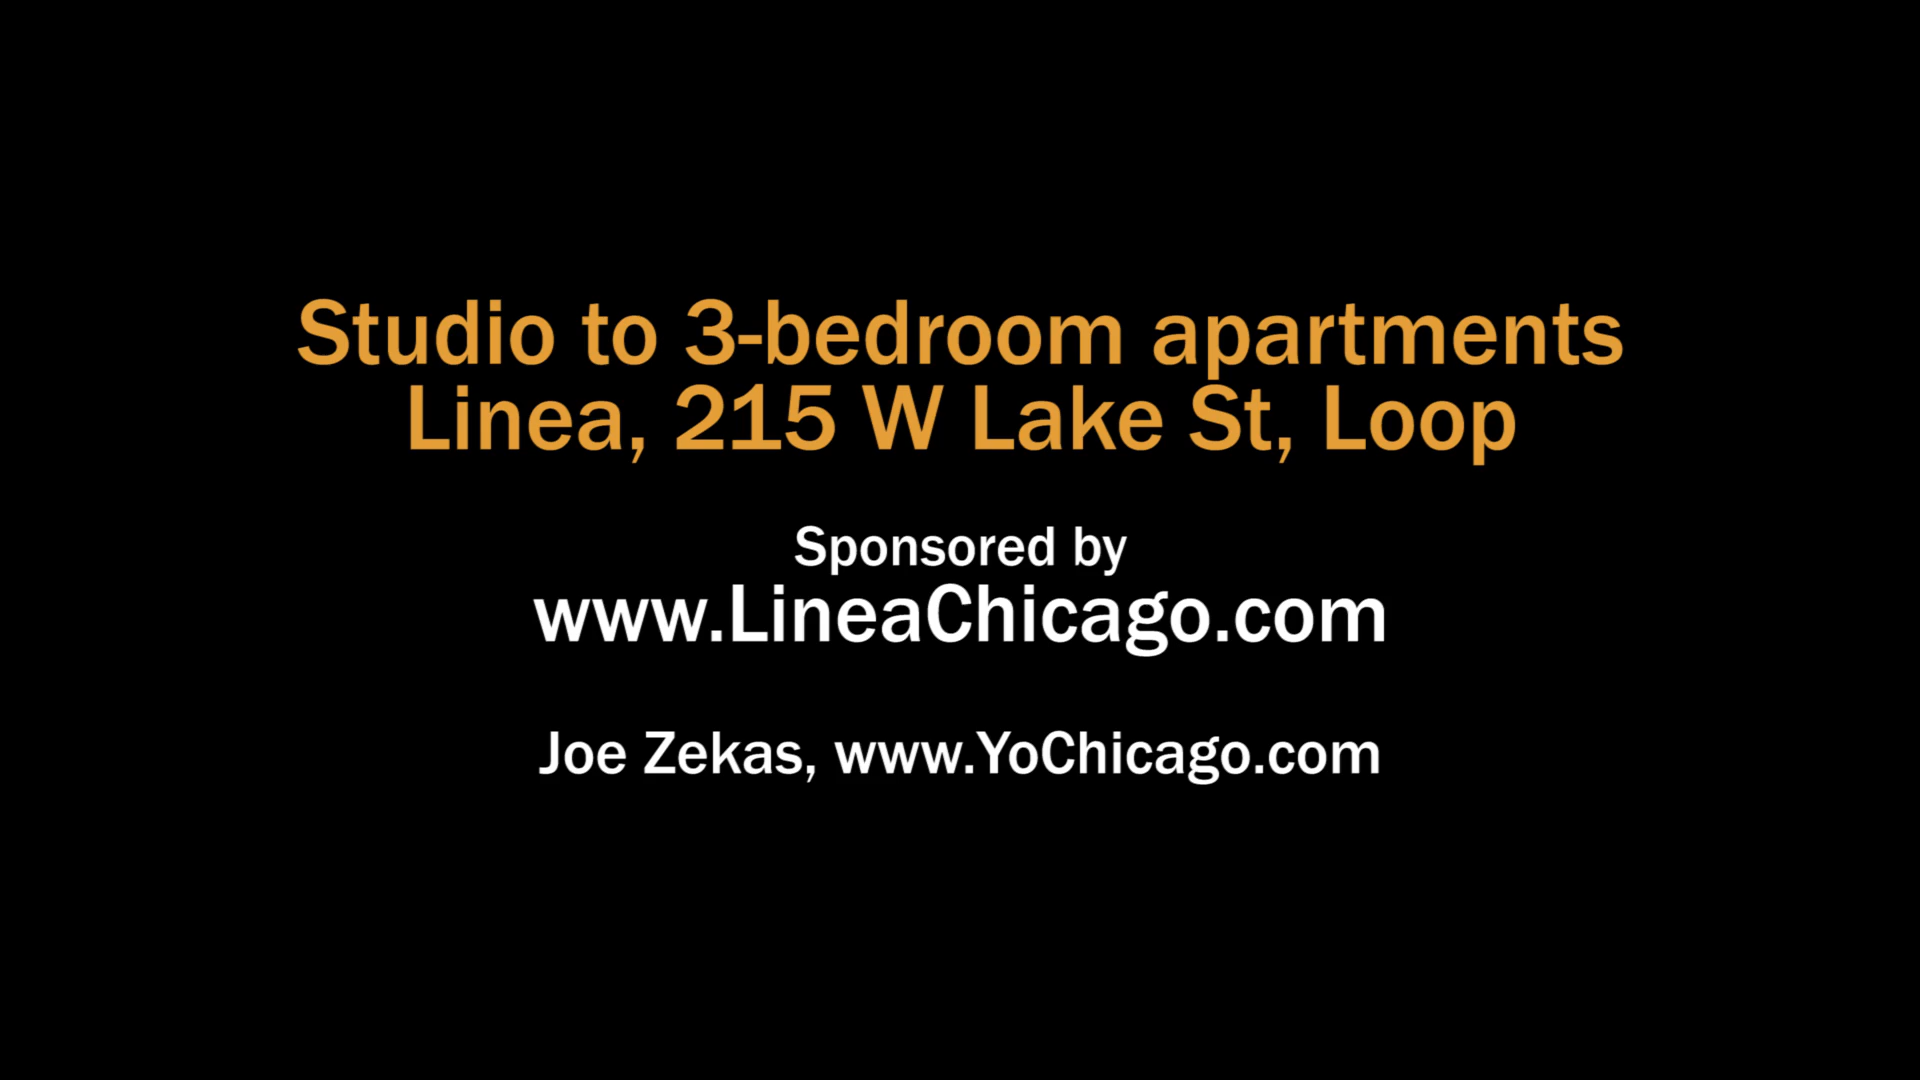 Studio to 3-bedroom apartments
Linea, 215 W Lake St, Loop
Sponsored by
www.LineaChicago.com
Joe Zekas, www.YoChicago.com